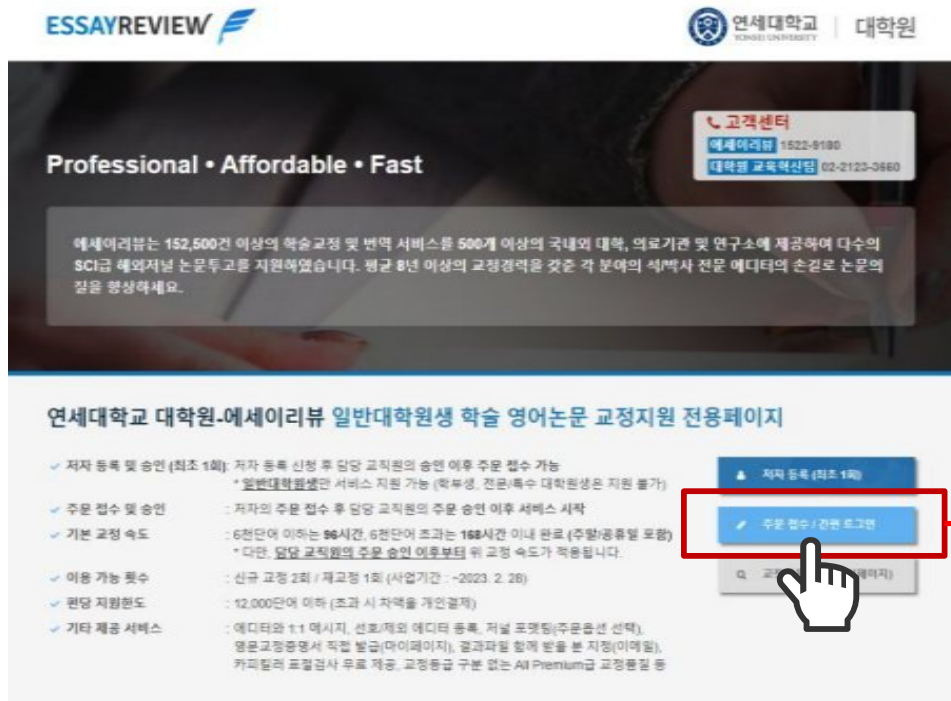 ESSAYREVIEW
연세대학교
YONSEI UNIVERSITY
대학원
고객센터
에세이리뷰 1522-9180
대학원 교육혁신팀 02-2123-3660
Professional • Affordable • Fast
에세이리뷰는 152,500건 이상의 학술교정 및 번역 서비스를 500개 이상의 국내외 대학, 의료기관 및 연구소에 제공하여 다수의
SCI급 해외저널 논문투고를 지원하였습니다. 평균 8년 이상의 교정경력을 갖춘 각 분야의 석/박사 전문 에디터의 손길로 논문의
질을 향상하세요.
연세대학교 대학원-에세이리뷰 일반대학원생 학술 영어논문 교정지원 전용페이지
저자 등록 및 승인 (최초 1회): 저자 등록 신청 후 담당 교직원의 승인 이후 주문 접수 가능
* 일반대학원생만 서비스 지원 가능 (학부생, 전문/특수 대학원생은 지원 불가)
주문 접수 및 승인 : 저자의 주문 접수 후 담당 교직원의 주문 승인 이후 서비스 시작
기본 교정 속도 : 6천단어 이하는 96시간, 6천단어 초과는 168시간 이내 완료 (주말/공휴일 포함)
* 다만, 담당 교직원의 주문 승인 이후부터 위 교정 속도가 적용됩니다.
이용 가능 횟수 : 신규 교정 2회 / 재교정 1회 (사업기간 : ~2023. 2. 28)
편당 지원한도 : 12,000단어 이하 (초과 시 차액을 개인결제)
기타 제공 서비스 : 에디터와 1:1 메시지, 선호/제외 에디터 등록, 저널 포맷팅(주문옵션 선택),
영문교정증명서 직접 발급(마이페이지), 결과파일 함께 받을 분 지정(이메일),
카피킬러 표절검사 무료 제공, 교정등급 구분 없는 All Premium급 교정품질 등
저자 등록 (최초 1회)
주문 접수 / 간편 로그인